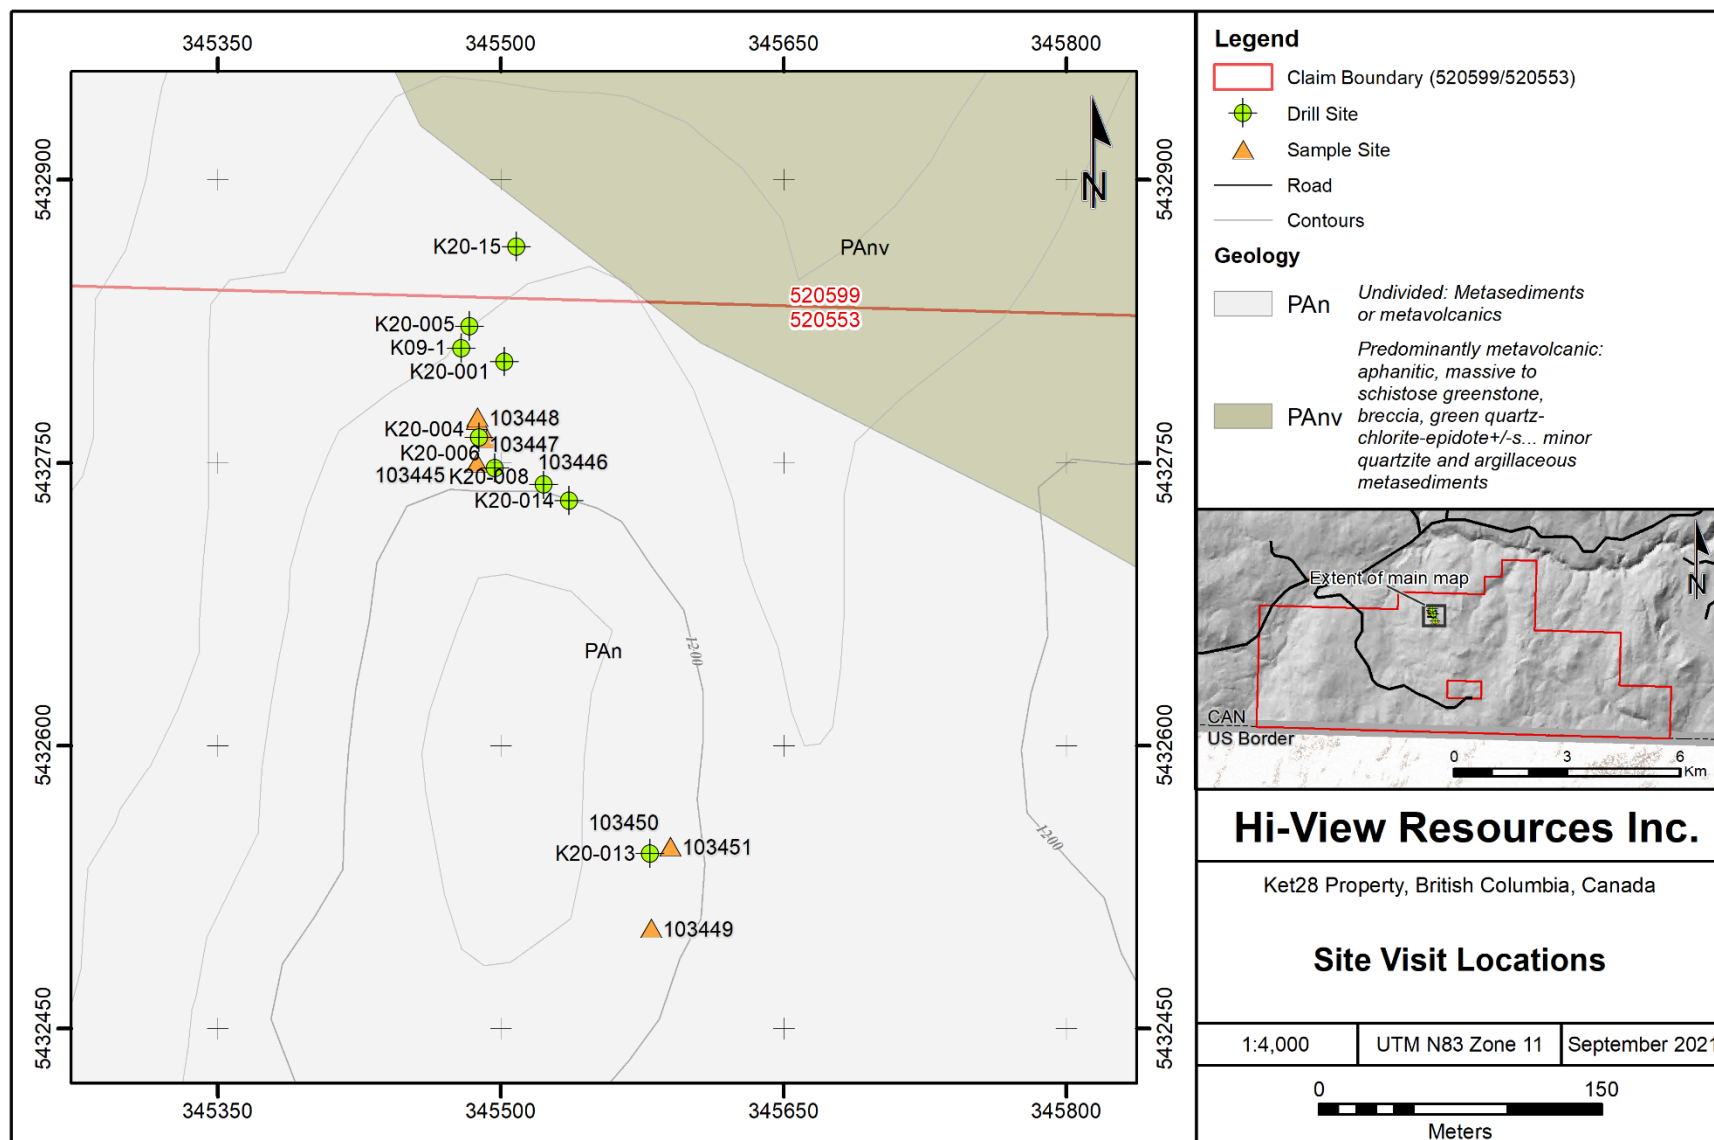 345350 345500 345650 345800
5432900 5432900
5432750 5432750
5432600 5432600
5432450 5432450
345350 345500 345650 345800
N
K20-15
PAnv
520599
520553
K20-005
K09-1
K20-001
103448
K20-004
103447
K20-006
103446
103445
K20-008
K20-014
1200
PAn
103450
1200
K20-013
103451
103449
Legend
Claim Boundary (520599/520553)
Drill Site
Sample Site
Road
Contours
Geology
PAn
Undivided: Metasediments
or metavolcanics
PAnv
Predominantly metavolcanic:
aphanitic, massive to
schistose greenstone,
breccia, green quartz-
chlorite-epidote+/-s... minor
quartzite and argillaceous
metasediments
Extent of main map
N
CAN
US Border
0 3 6
Km
Hi-View Resources Inc.
Ket28 Property, British Columbia, Canada
Site Visit Locations
1:4,000 UTM N83 Zone 11 September 2021
0 150
Meters